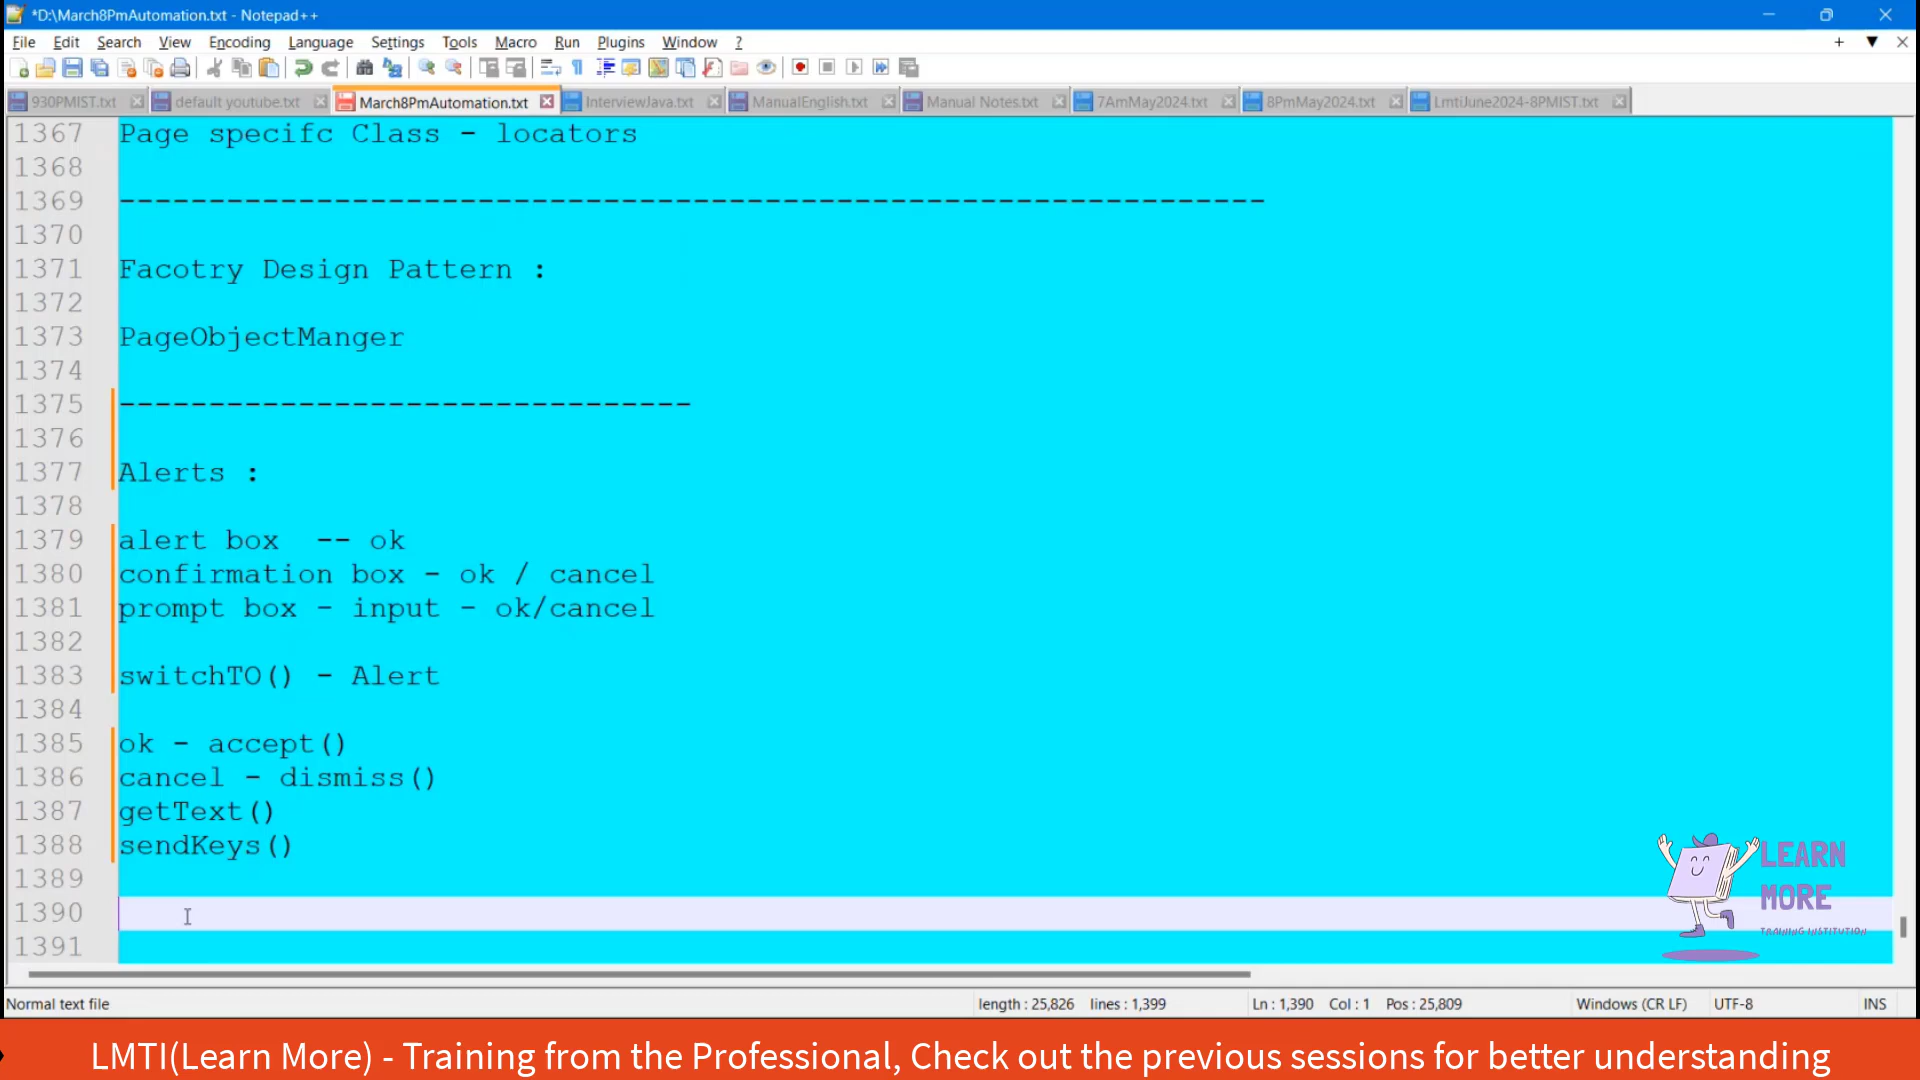 *D:\March8PmAutomation.txt - Notepad++
File Edit Search View Encoding Language Settings Tools Macro Run Plugins Window ?
930PMIST.txt default youtube.txt March8PmAutomation.txt InterviewJava.txt ManualEnglish.txt Manual Notes.txt 7AmMay2024.txt 8PmMay2024.txt LmtiJune2024-8PMIST.txt
1367 Page specifc Class - locators
1368
1369 ----------------------------------------------------------------
1370
1371 Facotry Design Pattern :
1372
1373 PageObjectManger
1374
1375 --------------------------------
1376
1377 Alerts :
1378
1379 alert box  -- ok
1380 confirmation box - ok / cancel
1381 prompt box - input - ok/cancel
1382
1383 switchTO() - Alert
1384
1385 ok - accept()
1386 cancel - dismiss()
1387 getText()
1388 sendKeys()
1389
1390
1391
LEARN
MORE
TRAINING INSTITUTION
Normal text file length : 25,826 lines : 1,399 Ln : 1,390 Col : 1 Pos : 25,809 Windows (CR LF) UTF-8 INS
LMTI(Learn More) - Training from the Professional, Check out the previous sessions for better understanding